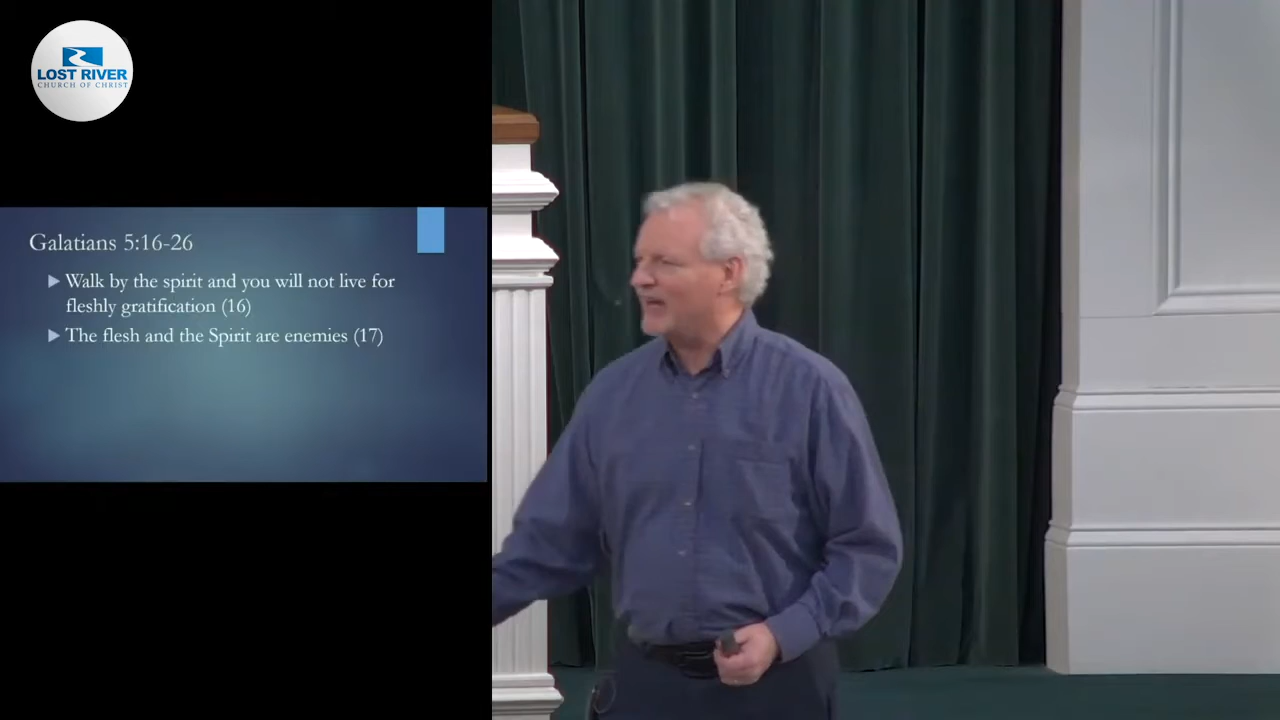 LOST RIVER
CHURCH OF CHRIST
Galatians 5:16-26
Walk by the spirit and you will not live for
fleshly gratification (16)
The flesh and the Spirit are enemies (17)